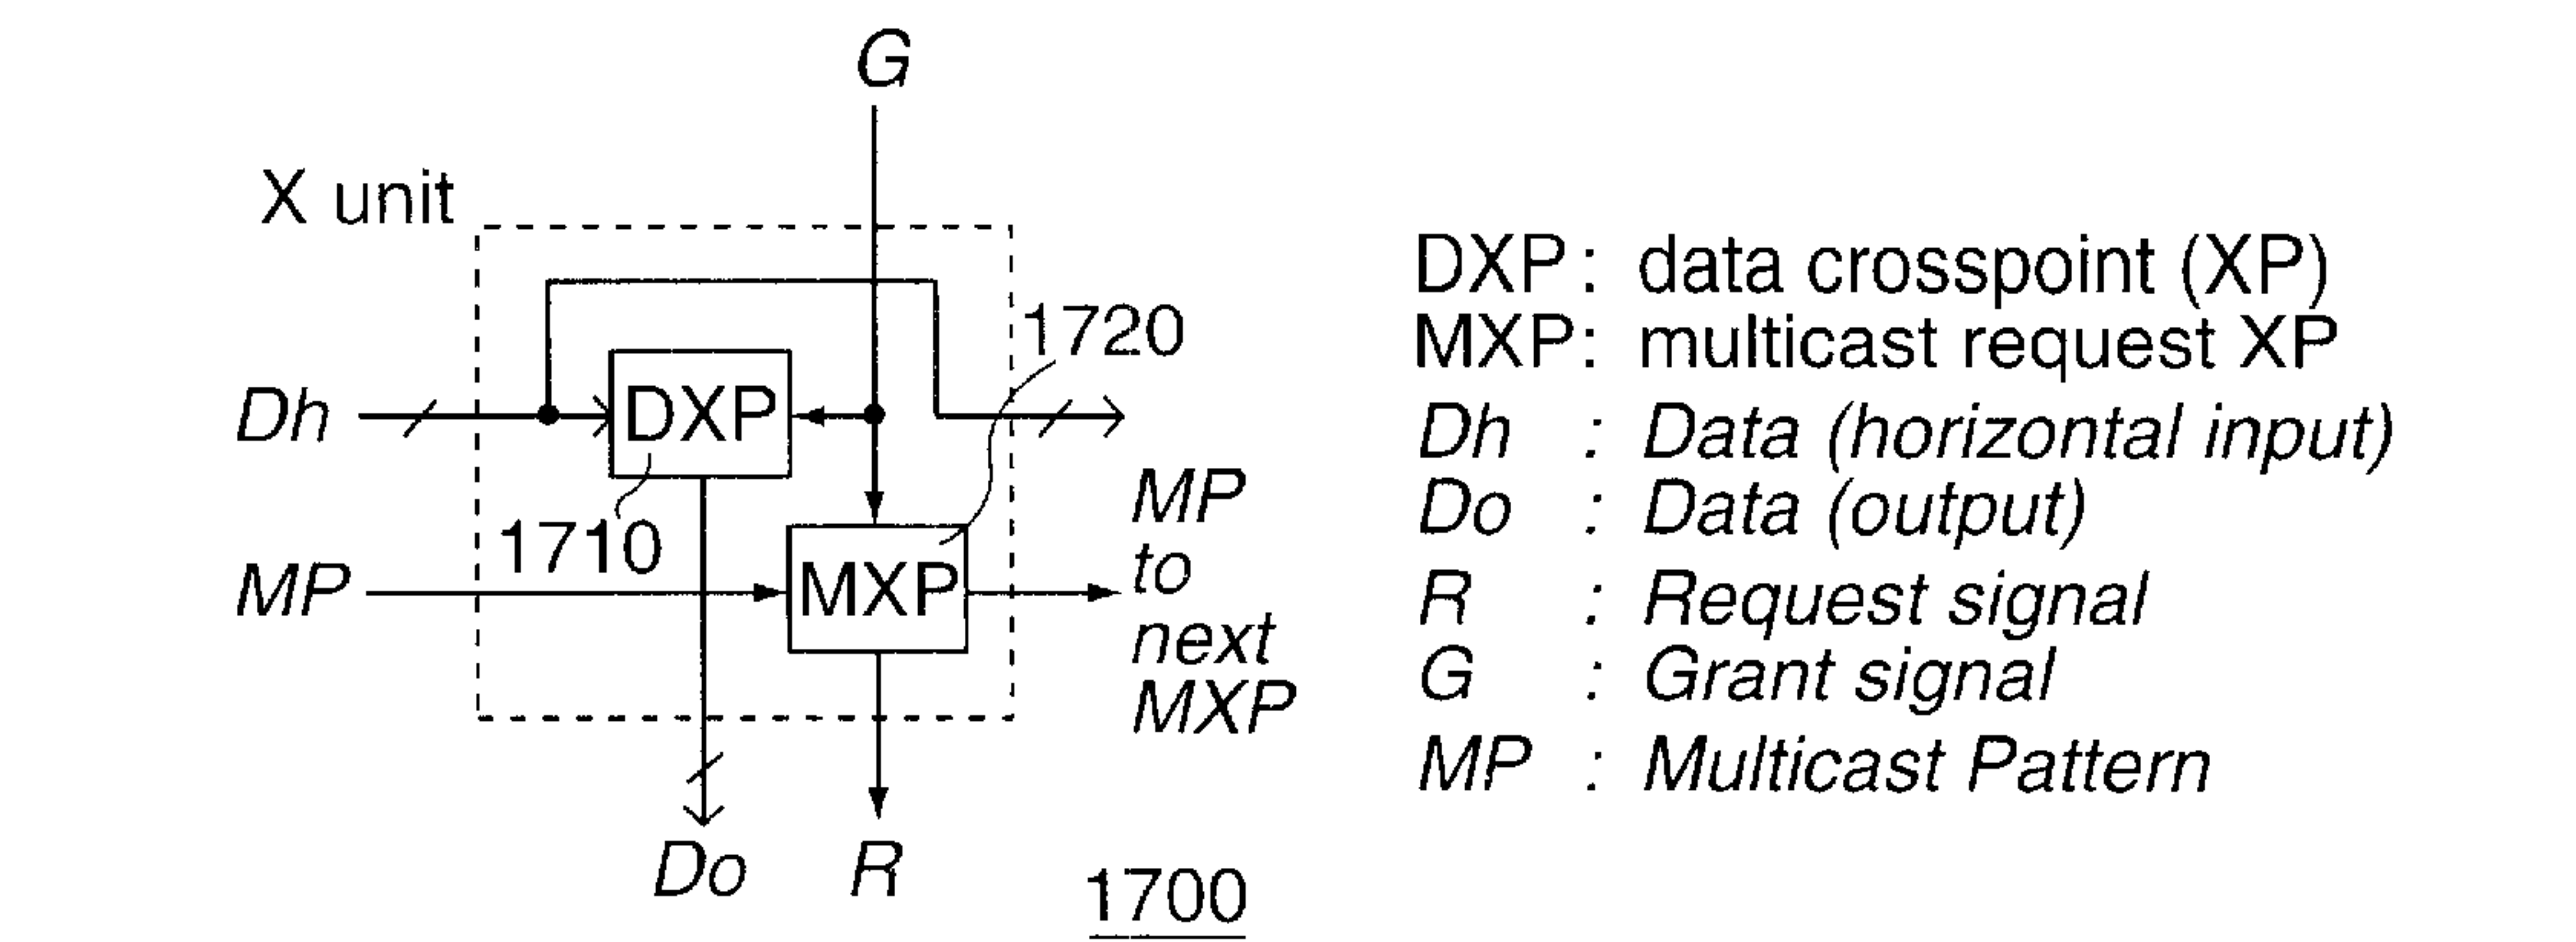 G
X unit
1720
Dh
DXP
1710
MP
MXP
MP
to
next
MXP
Do
R
1700
DXP : data crosspoint (XP)
MXP : multicast request XP
Dh : Data (horizontal input)
Do : Data (output)
R : Request signal
G : Grant signal
MP : Multicast Pattern